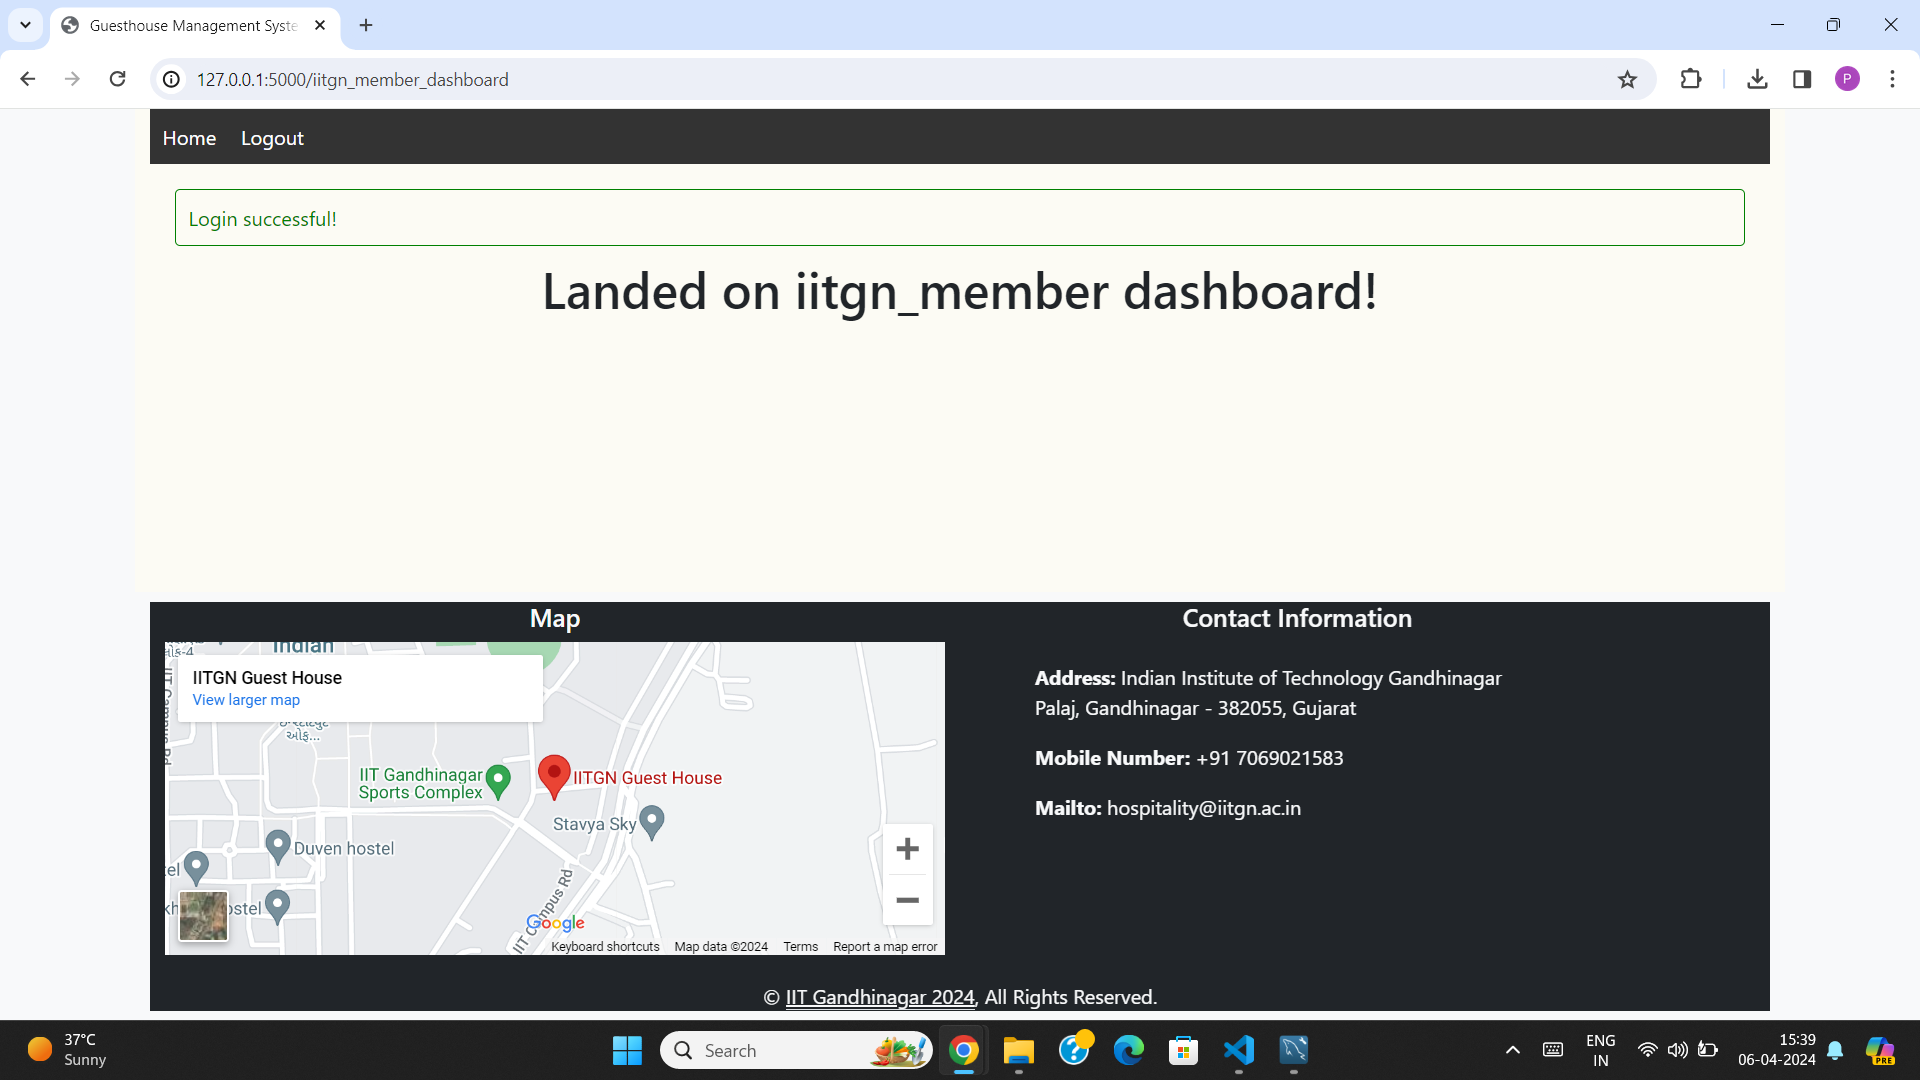 Guesthouse Management Syste
127.0.0.1:5000/iitgn_member_dashboard
P
Home Logout
Login successful!
Landed on iitgn_member dashboard!
Map
Contact Information
Indian
IITGN Guest House
View larger map
IIT Gandhinagar
Sports Complex
IITGN Guest House
Stavya Sky
Duven hostel
IIT Campus Rd
Google
Keyboard shortcuts Map data ©2024 Terms Report a map error
Address: Indian Institute of Technology Gandhinagar
Palaj, Gandhinagar - 382055, Gujarat
Mobile Number: +91 7069021583
Mailto: hospitality@iitgn.ac.in
© IIT Gandhinagar 2024, All Rights Reserved.
37°C
Sunny
Search
ENG
IN
15:39
06-04-2024
PRE